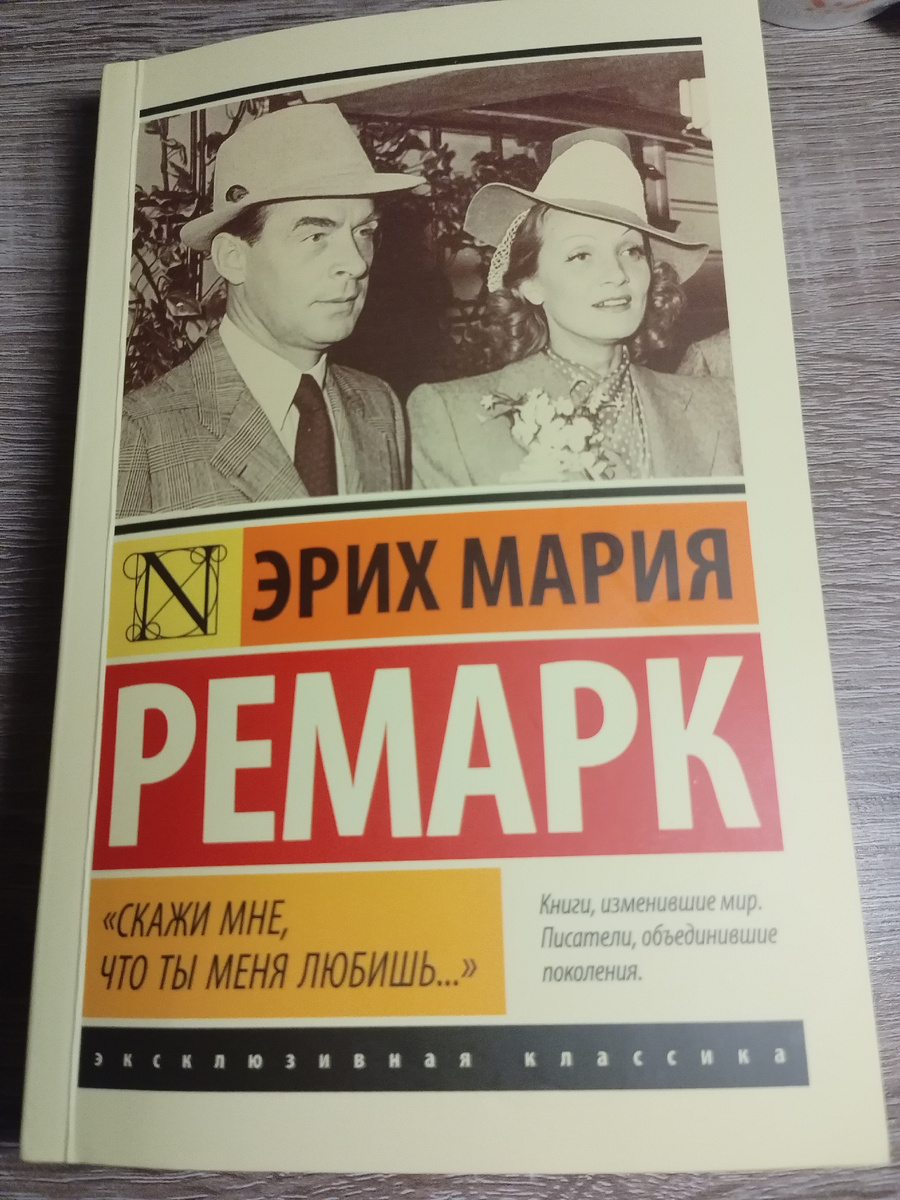 N
ЭРИХ МАРИЯ
РЕМАРК
«СКАЖИ МНЕ,
ЧТО ТЫ МЕНЯ ЛЮБИШЬ...»
Книги, изменившие мир.
Писатели, объединившие
поколения.
эксклюзивная классика